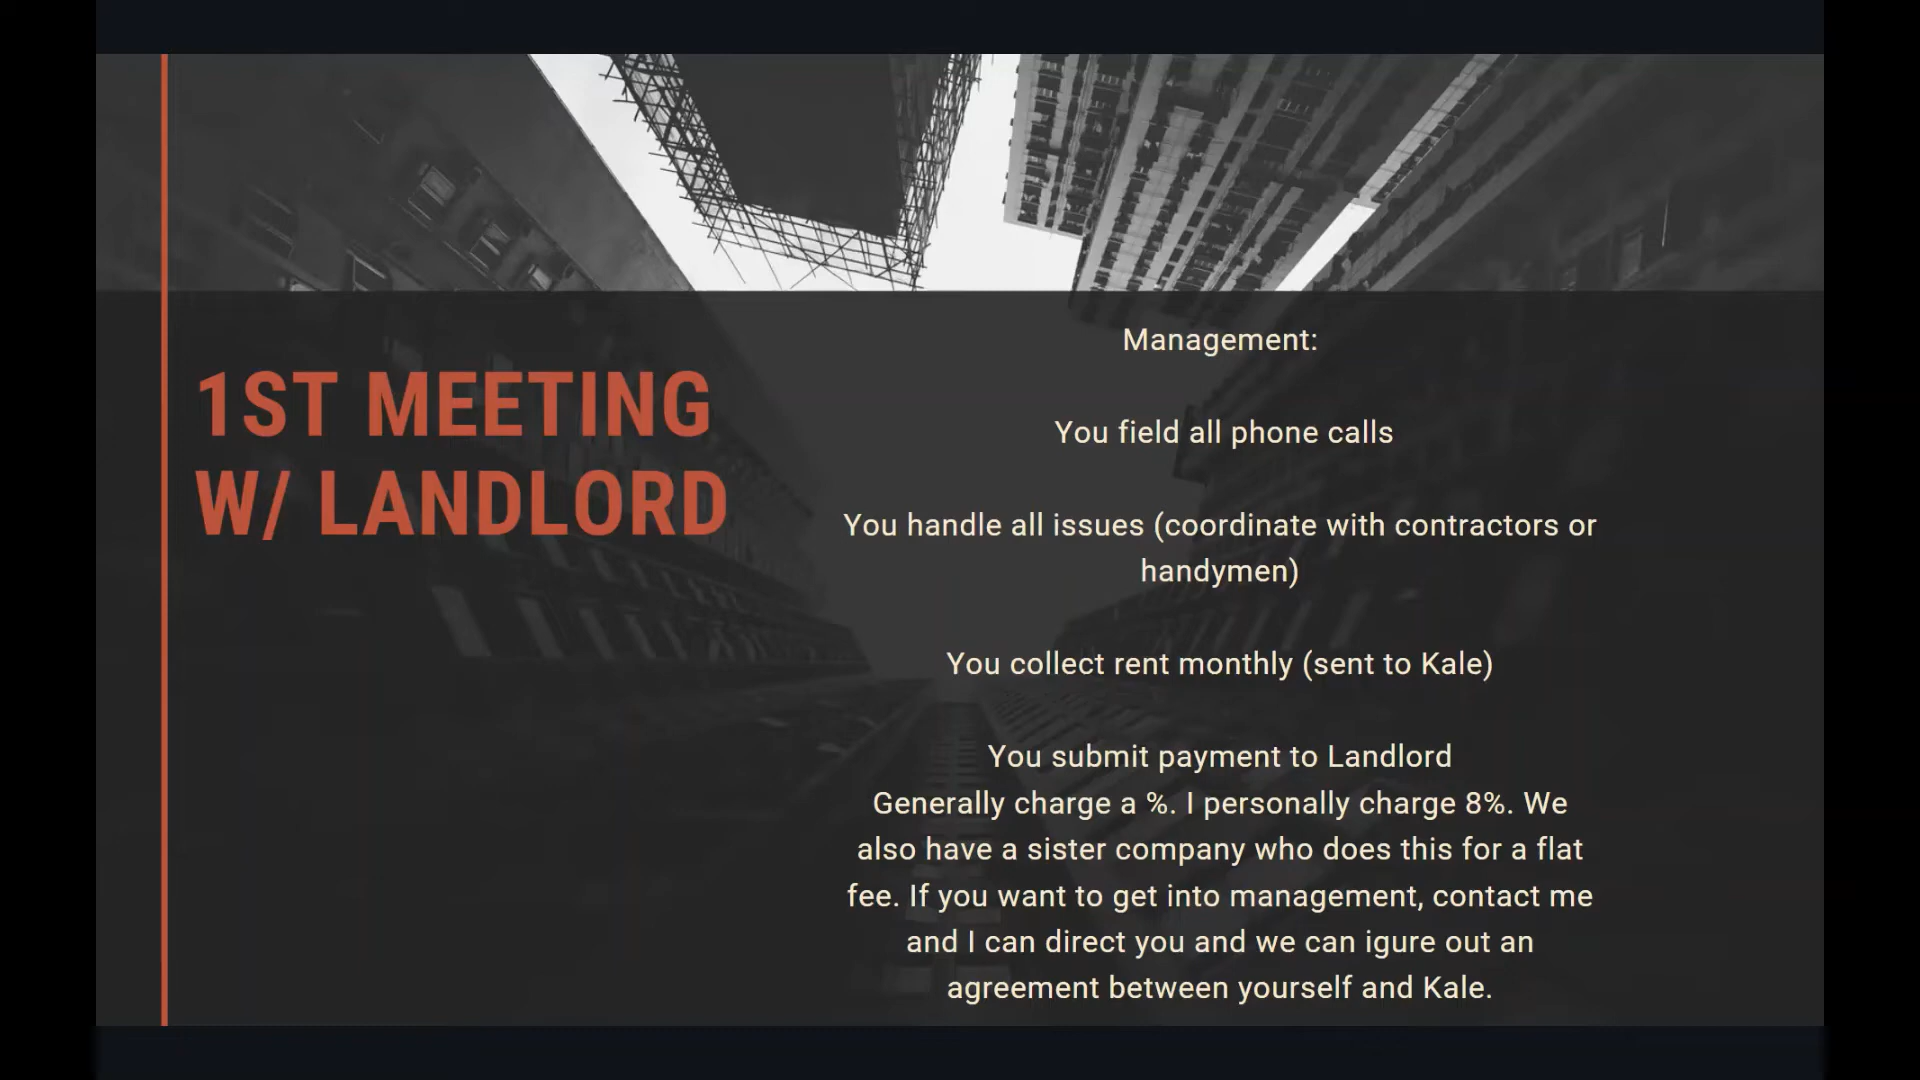 1ST MEETING
W/ LANDLORD
Management:
You field all phone calls
You handle all issues (coordinate with contractors or
handymen)
You collect rent monthly (sent to Kale)
You submit payment to Landlord
Generally charge a %. I personally charge 8%. We
also have a sister company who does this for a flat
fee. If you want to get into management, contact me
and I can direct you and we can igure out an
agreement between yourself and Kale.